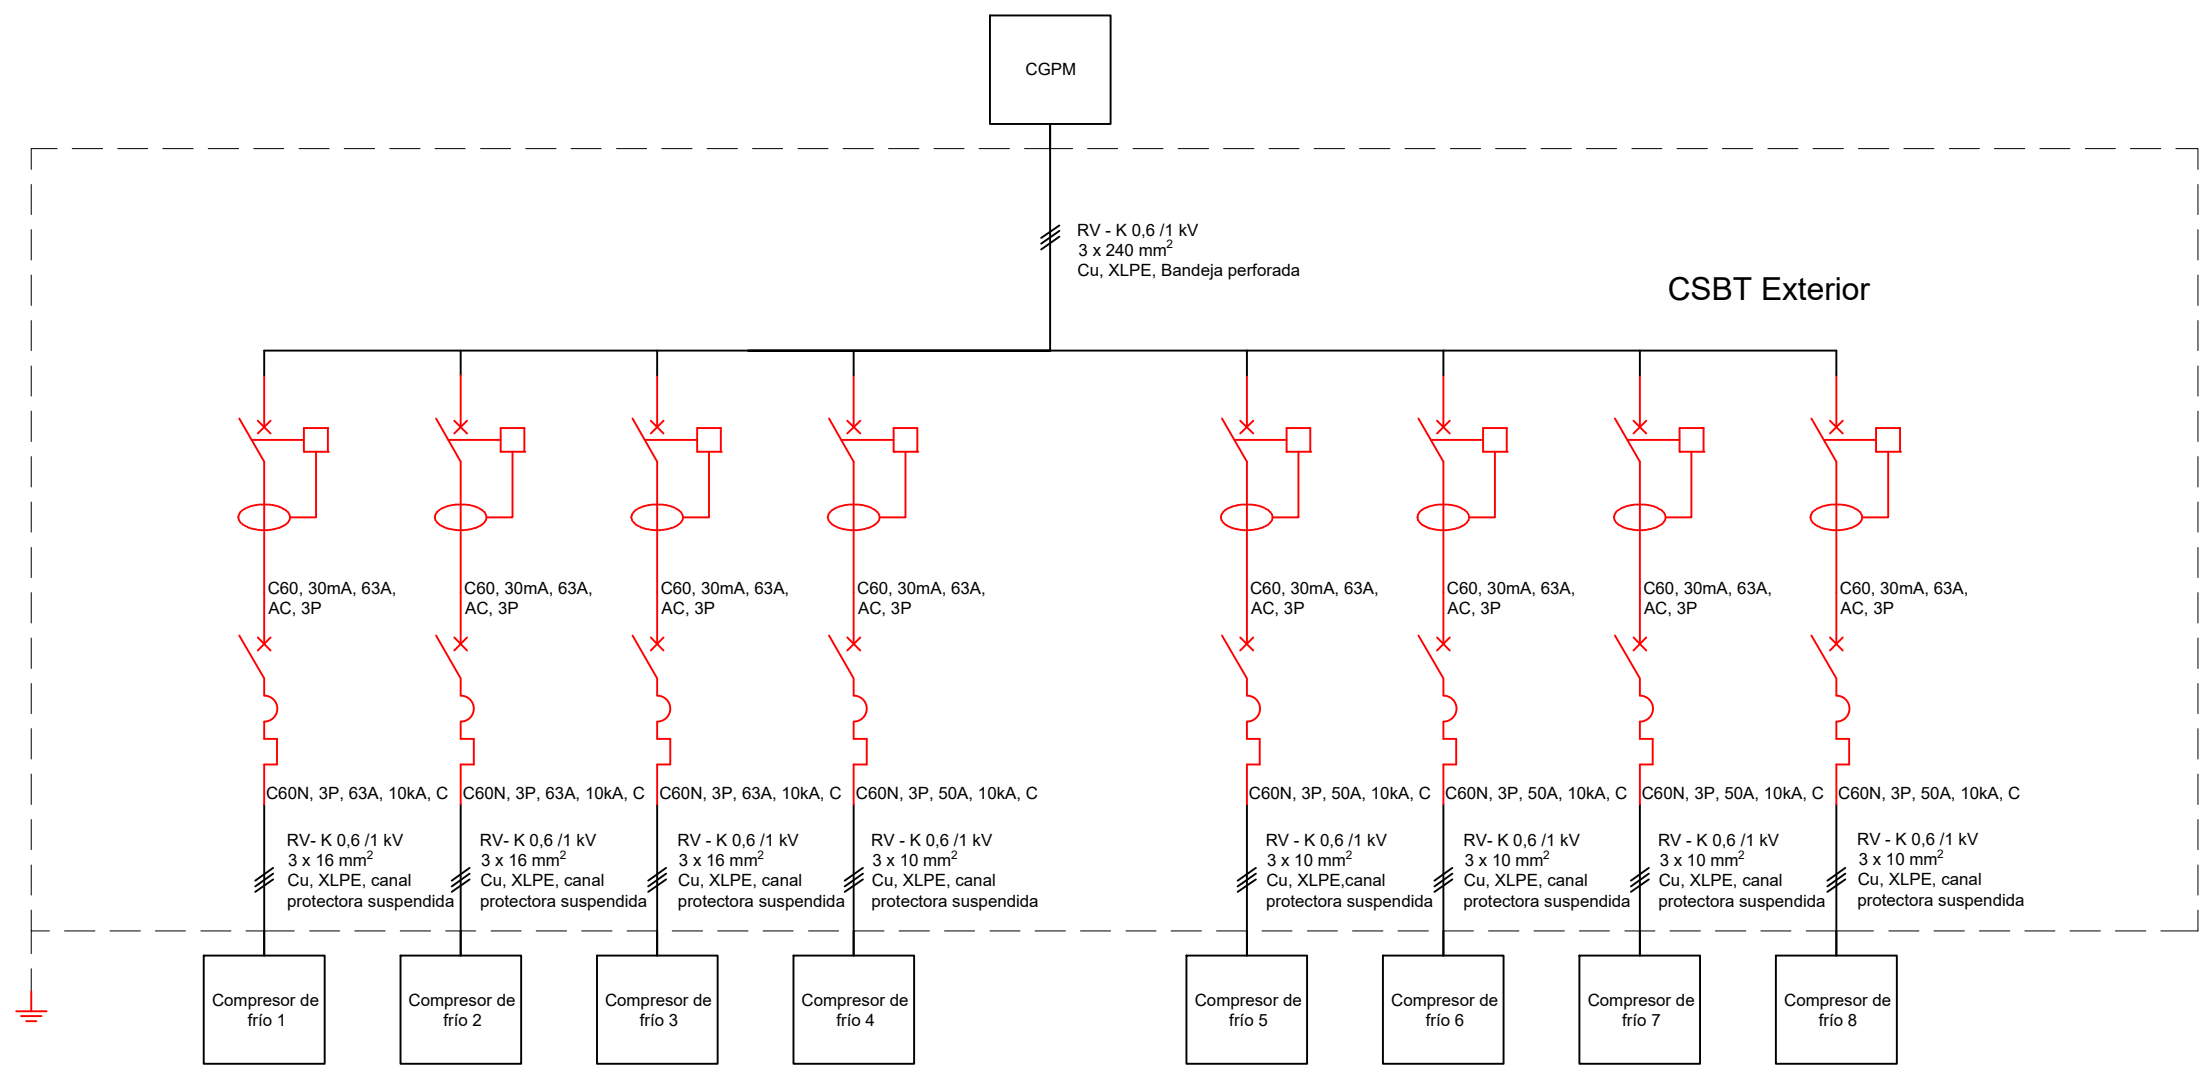 CGPM
RV - K 0,6 /1 kV
3 x 240 mm²
Cu, XLPE, Bandeja perforada
CSBT Exterior
C60, 30mA, 63A,
AC, 3P
C60, 30mA, 63A,
AC, 3P
C60, 30mA, 63A,
AC, 3P
C60, 30mA, 63A,
AC, 3P
C60, 30mA, 63A,
AC, 3P
C60, 30mA, 63A,
AC, 3P
C60, 30mA, 63A,
AC, 3P
C60, 30mA, 63A,
AC, 3P
C60N, 3P, 63A, 10kA, C
C60N, 3P, 63A, 10kA, C
C60N, 3P, 63A, 10kA, C
C60N, 3P, 50A, 10kA, C
C60N, 3P, 50A, 10kA, C
C60N, 3P, 50A, 10kA, C
C60N, 3P, 50A, 10kA, C
C60N, 3P, 50A, 10kA, C
RV- K 0,6 /1 kV
3 x 16 mm²
Cu, XLPE, canal
protectora suspendida
RV- K 0,6 /1 kV
3 x 16 mm²
Cu, XLPE, canal
protectora suspendida
RV - K 0,6 /1 kV
3 x 16 mm²
Cu, XLPE, canal
protectora suspendida
RV - K 0,6 /1 kV
3 x 10 mm²
Cu, XLPE, canal
protectora suspendida
RV - K 0,6 /1 kV
3 x 10 mm²
Cu, XLPE,canal
protectora suspendida
RV- K 0,6 /1 kV
3 x 10 mm²
Cu, XLPE, canal
protectora suspendida
RV - K 0,6 /1 kV
3 x 10 mm²
Cu, XLPE, canal
protectora suspendida
RV - K 0,6 /1 kV
3 x 10 mm²
Cu, XLPE, canal
protectora suspendida
Compresor de
frío 1
Compresor de
frío 2
Compresor de
frío 3
Compresor de
frío 4
Compresor de
frío 5
Compresor de
frío 6
Compresor de
frío 7
Compresor de
frío 8